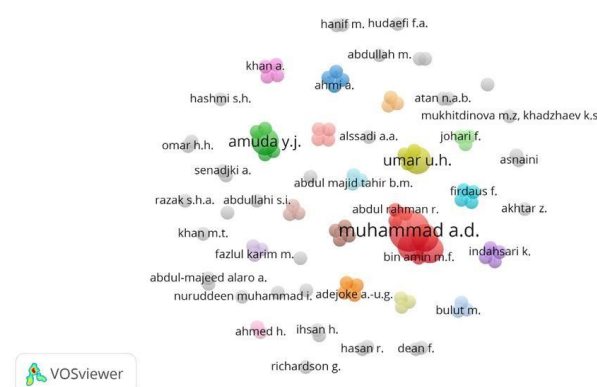 hanif m. hudaefi f.a.
abdullah m.
khan a.
ahmi a.
hashmi s.h.
atan n.a.b.
mukhitdinova m.z, khadzhaev k.s
omar h.h.
amuda y.j.
alssadi a.a.
johari f.
umar u.h.
asnaini
senadjki a.
abdul majid tahir b.m.
firdaus f.
razak s.h.a. abdullahi s.i.
abdul rahman r.
akhtar z.
khan m.t.
muhammad a.d.
fazlul karim m.
bin amin m.f.
indahsari k.
abdul-majeed alaro a.
nuruddeen muhammad i. adejoke a.-u.g.
bulut m.
ahmed h. ihsan h.
hasan r. dean f.
richardson g.
VOSviewer